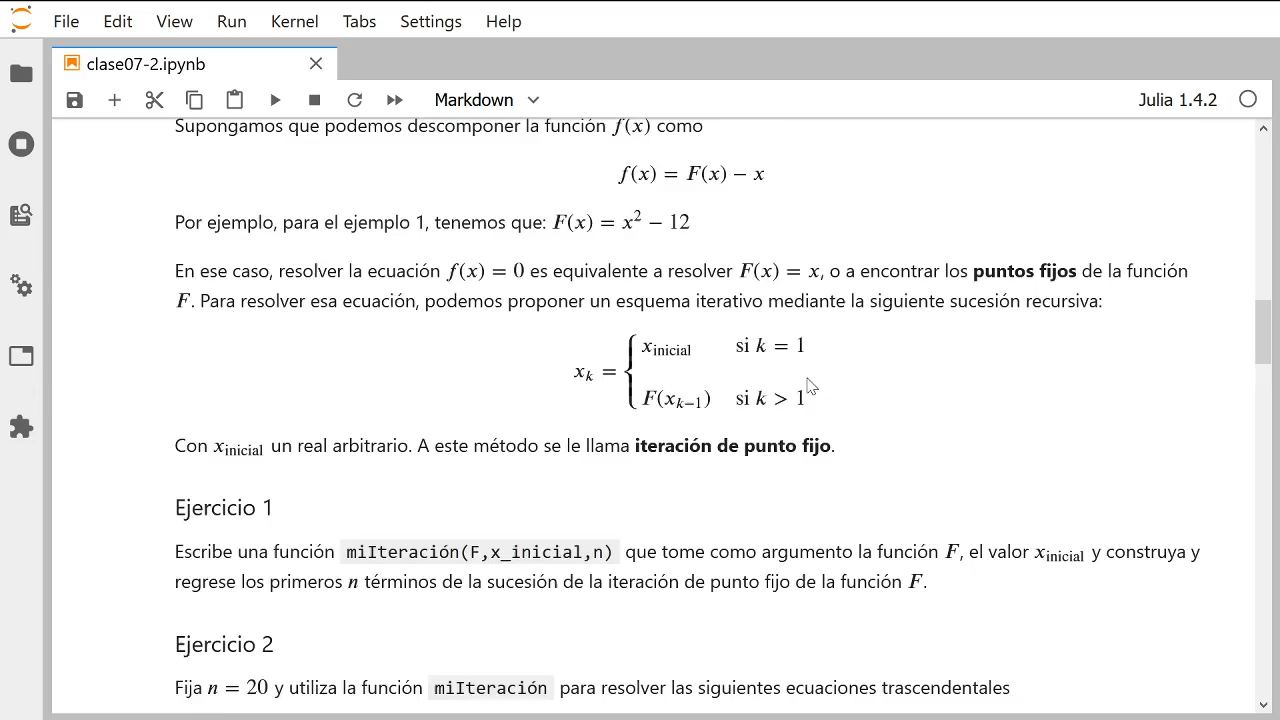 File Edit View Run Kernel Tabs Settings Help
clase07-2.ipynb
Markdown
Julia 1.4.2
Supongamos que podemos descomponer la función f(x) como
f(x) = F(x) − x
Por ejemplo, para el ejemplo 1, tenemos que: F(x) = x² − 12
En ese caso, resolver la ecuación f(x) = 0 es equivalente a resolver F(x) = x, o a encontrar los puntos fijos de la función
F. Para resolver esa ecuación, podemos proponer un esquema iterativo mediante la siguiente sucesión recursiva:
x_k = { x_inicial si k = 1
F(x_{k−1}) si k > 1
Con x_inicial un real arbitrario. A este método se le llama iteración de punto fijo.
Ejercicio 1
Escribe una función miIteración(F,x_inicial,n) que tome como argumento la función F, el valor x_inicial y construya y
regrese los primeros n términos de la sucesión de la iteración de punto fijo de la función F.
Ejercicio 2
Fija n = 20 y utiliza la función miIteración para resolver las siguientes ecuaciones trascendentales